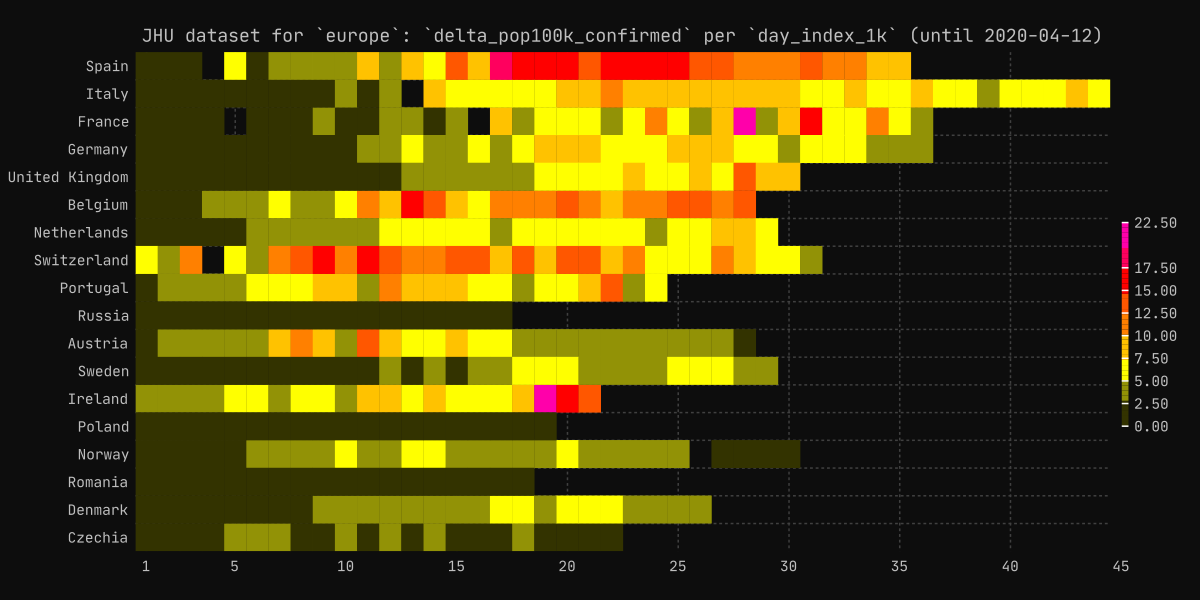 JHU dataset for `europe`: `delta_pop100k_confirmed` per `day_index_1k` (until 2020-04-12)
Spain
Italy
France
Germany
United Kingdom
Belgium
Netherlands
Switzerland
Portugal
Russia
Austria
Sweden
Ireland
Poland
Norway
Romania
Denmark
Czechia
22.50
17.50
15.00
12.50
10.00
7.50
5.00
2.50
0.00
1 5 10 15 20 25 30 35 40 45